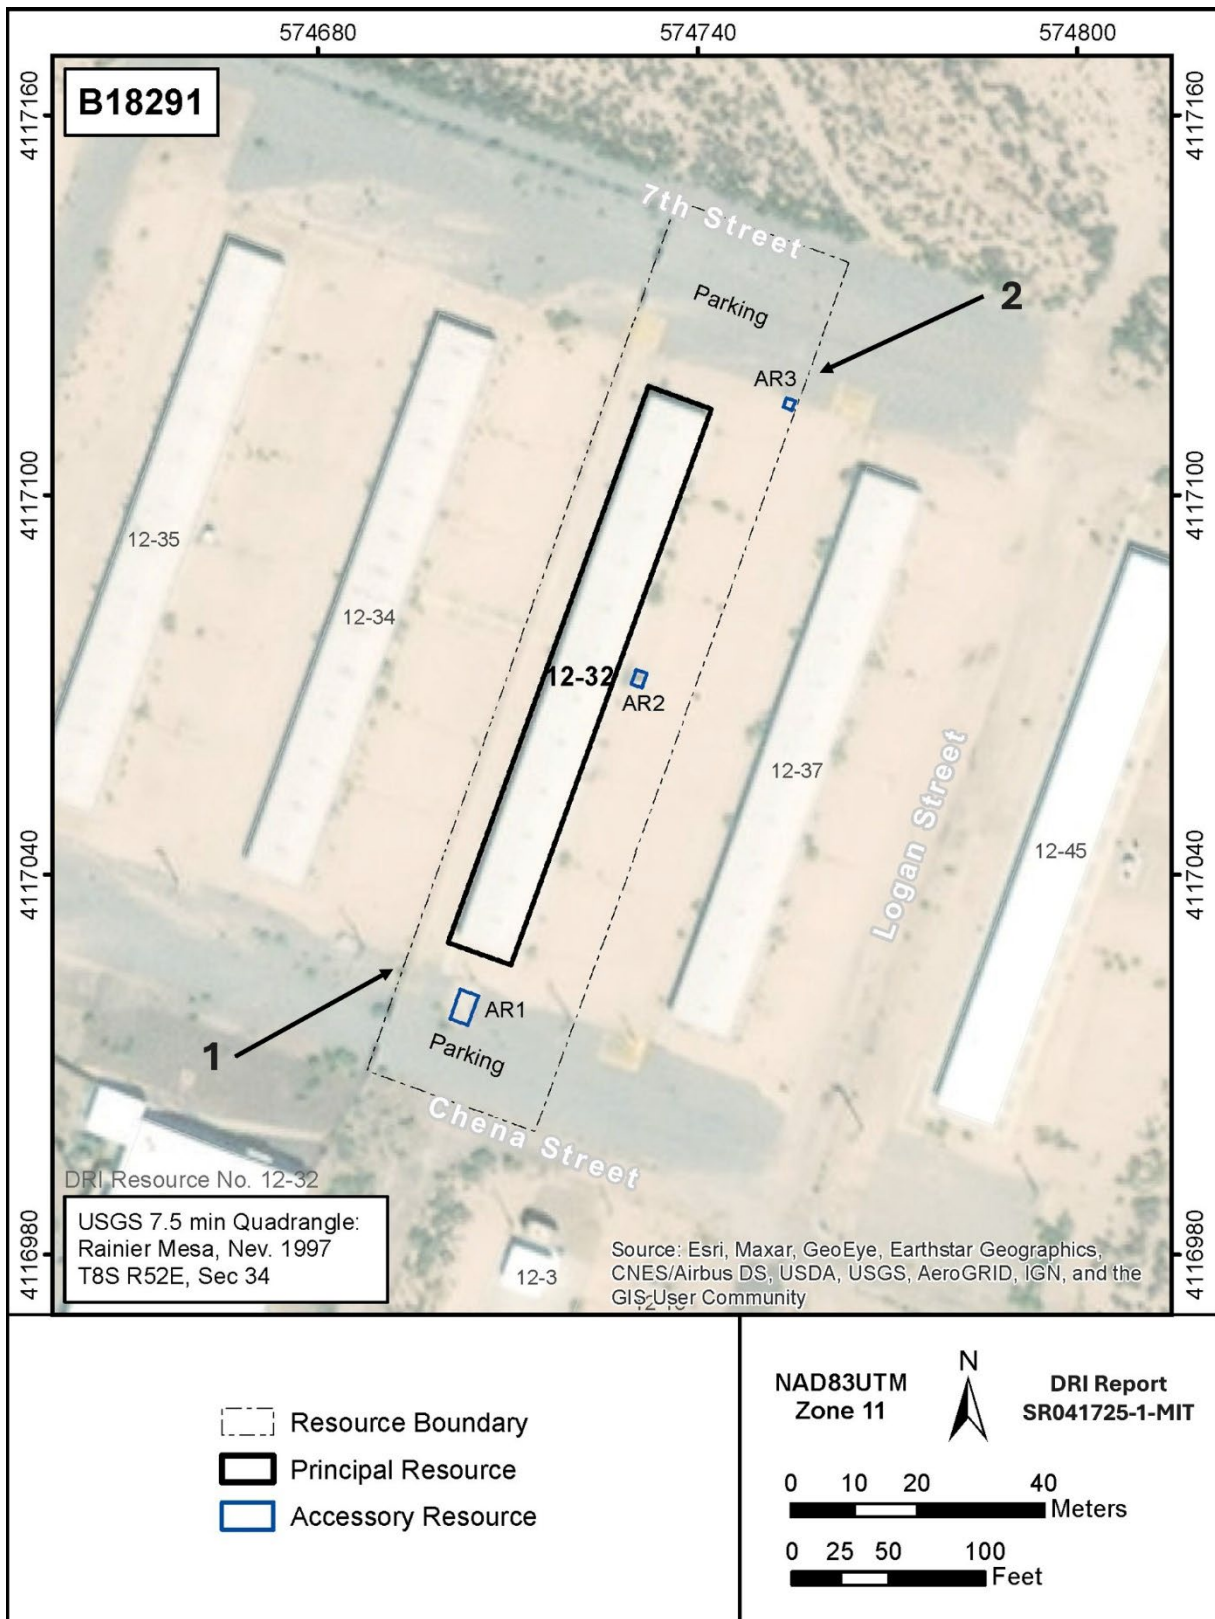 574680
574740
574800
4117160
4117160
B18291
7th Street
Parking
2
AR3
4117100
4117100
12-35
12-34
12-32
AR2
12-37
Logan Street
12-45
4117040
4117040
AR1
1
Parking
Chena Street
DRI Resource No. 12-32
USGS 7.5 min Quadrangle:
Rainier Mesa, Nev. 1997
T8S R52E, Sec 34
12-3
4116980
4116980
Source: Esri, Maxar, GeoEye, Earthstar Geographics,
CNES/Airbus DS, USDA, USGS, AeroGRID, IGN, and the
GIS User Community
Resource Boundary
Principal Resource
Accessory Resource
NAD83UTM
Zone 11
N
DRI Report
SR041725-1-MIT
0 10 20 40
Meters
0 25 50 100
Feet